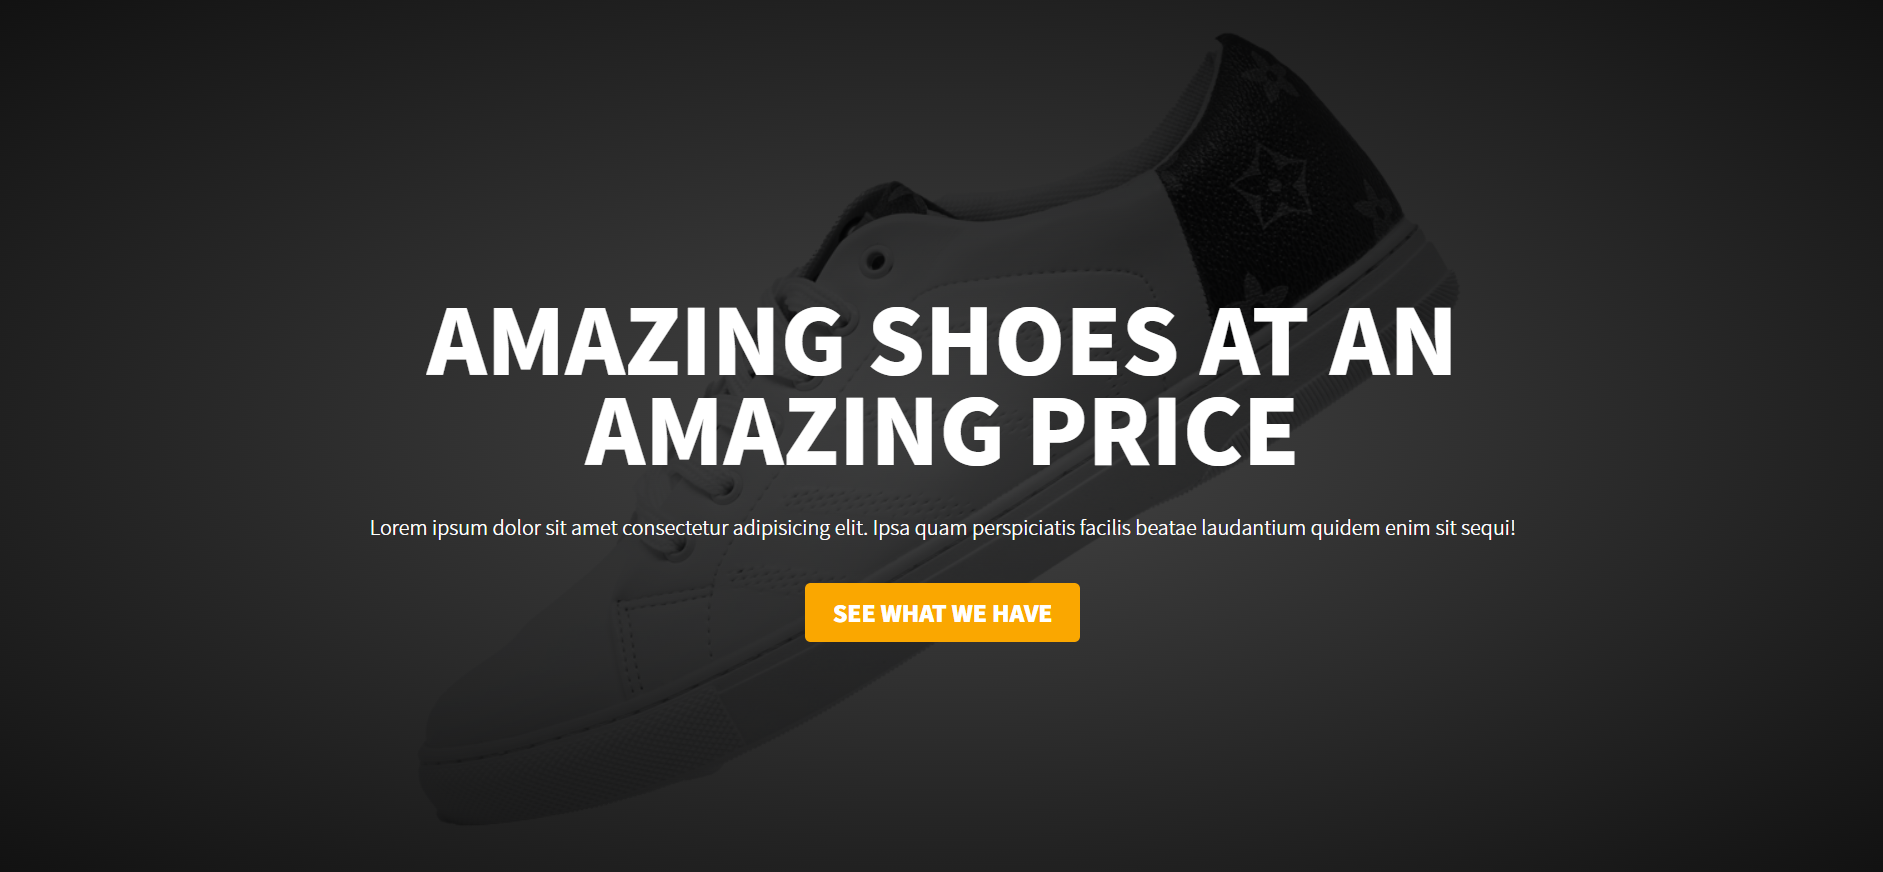 AMAZING SHOES AT AN
AMAZING PRICE
Lorem ipsum dolor sit amet consectetur adipisicing elit. Ipsa quam perspiciatis facilis beatae laudantium quidem enim sit sequi!
SEE WHAT WE HAVE